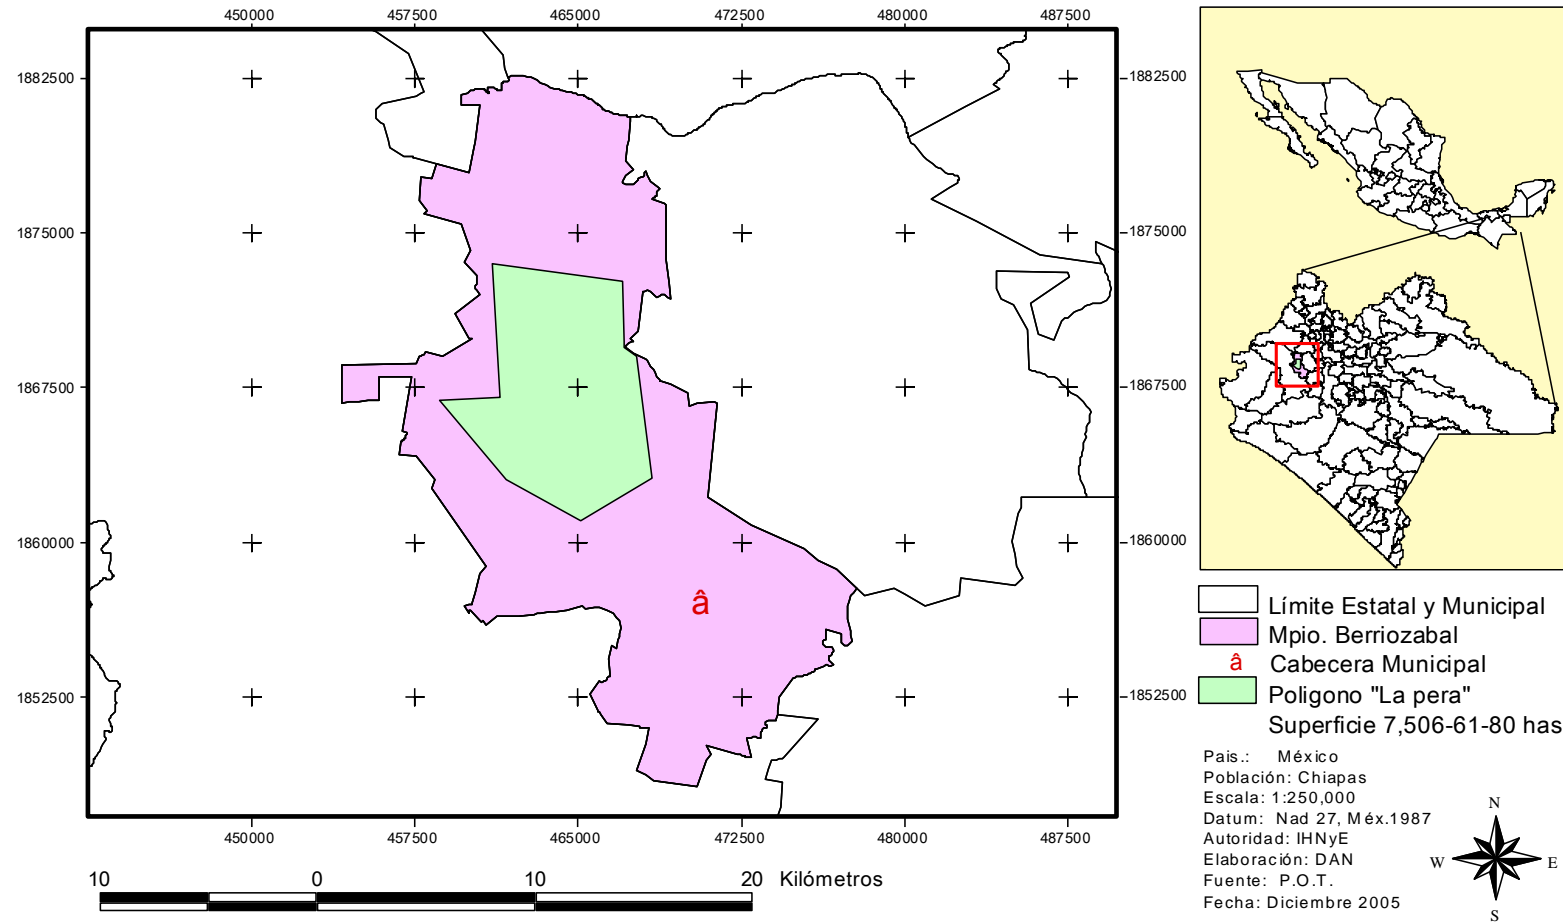 450000 457500 465000 472500 480000 487500
1882500 1882500
1875000 1875000
1867500 1867500
1860000 1860000
â
1852500 1852500
450000 457500 465000 472500 480000 487500
10 0 10 20 Kilómetros
Límite Estatal y Municipal
Mpio. Berriozabal
â Cabecera Municipal
Poligono "La pera"
Superficie 7,506-61-80 has
Pais.: México
Población: Chiapas
Escala: 1:250,000
Datum: Nad 27, Méx.1987
Autoridad: IHNyE
Elaboración: DAN
Fuente: P.O.T.
Fecha: Diciembre 2005
N
W E
S